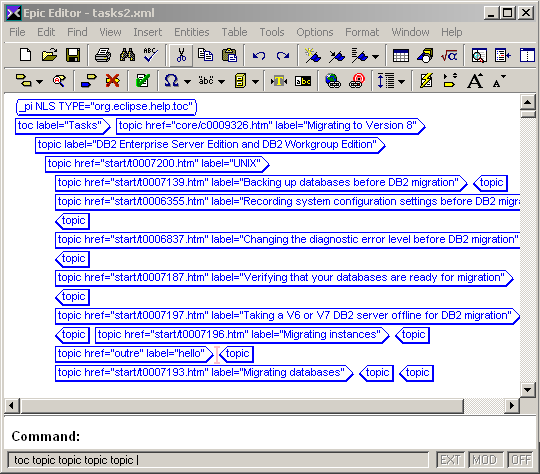 Epic Editor - tasks2.xml
File Edit Find View Insert Entities Table Tools Options Format Window Help
ABC
Ω äbc
_pi NLS TYPE="org.eclipse.help.toc"
toc label="Tasks" topic href="core/c0009326.htm" label="Migrating to Version 8"
topic label="DB2 Enterprise Server Edition and DB2 Workgroup Edition"
topic href="start/t0007200.htm" label="UNIX"
topic href="start/t0007139.htm" label="Backing up databases before DB2 migration" topic
topic href="start/t0006355.htm" label="Recording system configuration settings before DB2 migra
topic
topic href="start/t0006837.htm" label="Changing the diagnostic error level before DB2 migration"
topic
topic href="start/t0007187.htm" label="Verifying that your databases are ready for migration"
topic
topic href="start/t0007197.htm" label="Taking a V6 or V7 DB2 server offline for DB2 migration"
topic topic href="start/t0007196.htm" label="Migrating instances" topic
topic href="outre" label="hello" topic
topic href="start/t0007193.htm" label="Migrating databases" topic topic
Command:
toc topic topic topic topic
EXT MOD OFF